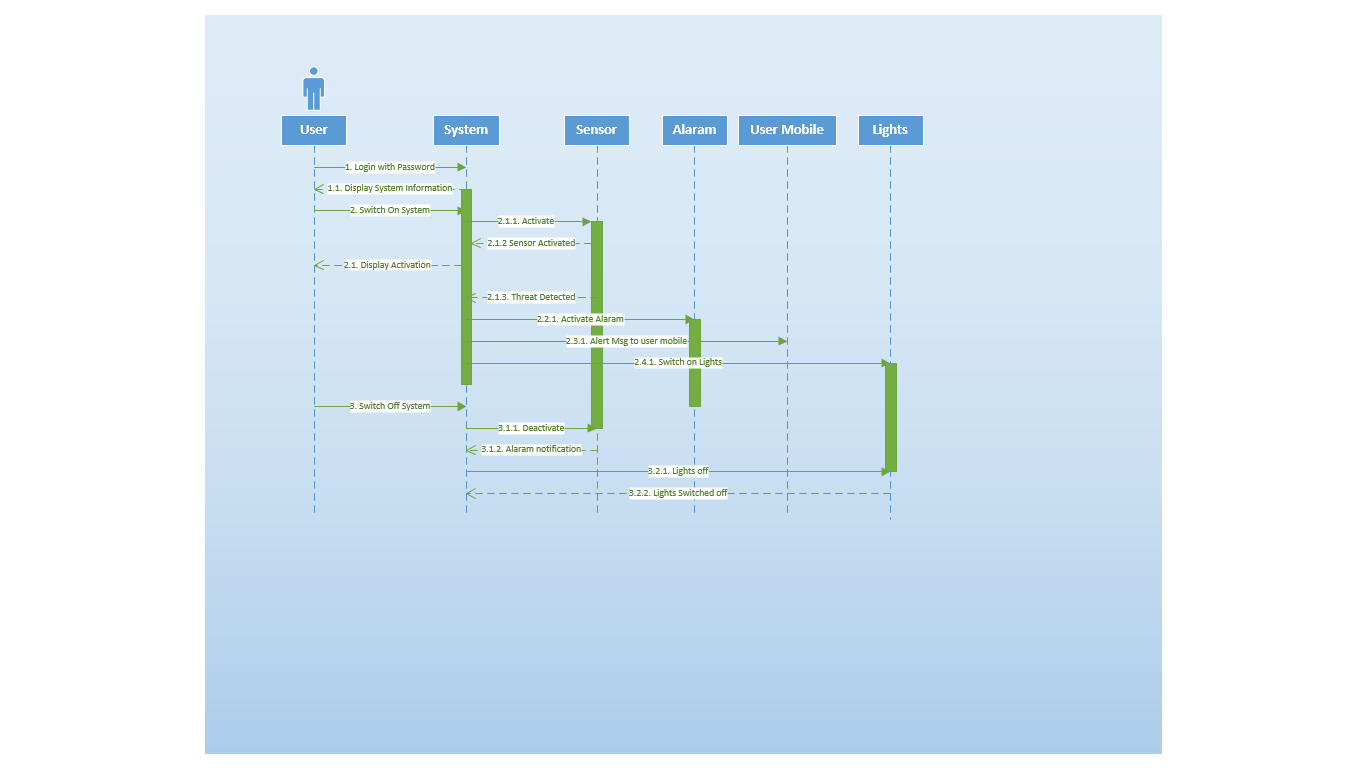 User
System
Sensor
Alaram
User Mobile
Lights
1. Login with Password
1.1. Display System Information
2. Switch On System
2.1.1. Activate
2.1.2 Sensor Activated
2.1. Display Activation
2.1.3. Threat Detected
2.2.1. Activate Alaram
2.3.1. Alert Msg to user mobile
2.4.1. Switch on Lights
3. Switch Off System
3.1.1. Deactivate
3.1.2. Alaram notification
3.2.1. Lights off
3.2.2. Lights Switched off